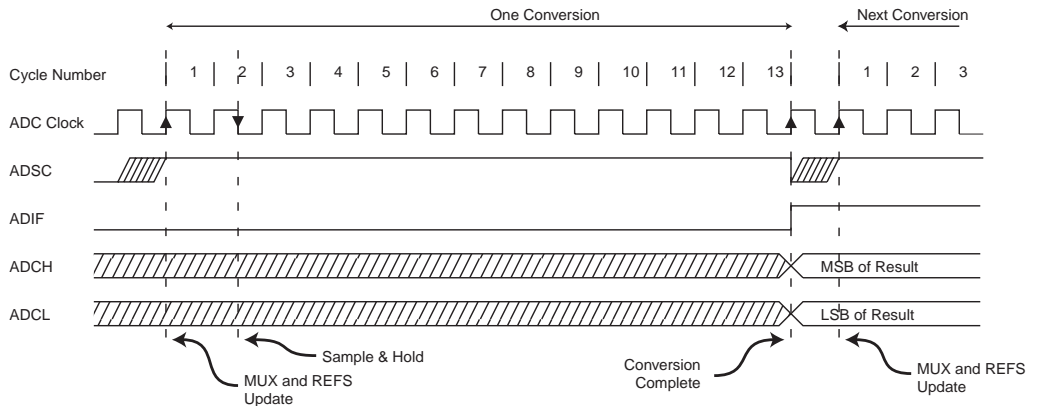 One Conversion
Next Conversion
Cycle Number 1 2 3 4 5 6 7 8 9 10 11 12 13 1 2 3
ADC Clock
ADSC
ADIF
ADCH
MSB of Result
ADCL
LSB of Result
Sample & Hold
MUX and REFS
Update
Conversion
Complete
MUX and REFS
Update